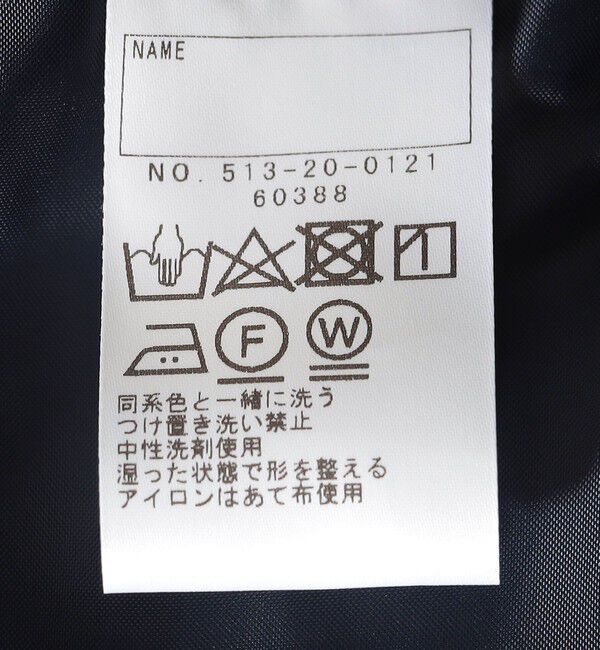 NAME
NO. 513-20-0121
60388
F
W
同系色と一緒に洗う
つけ置き洗い禁止
中性洗剤使用
湿った状態で形を整える
アイロンはあて布使用